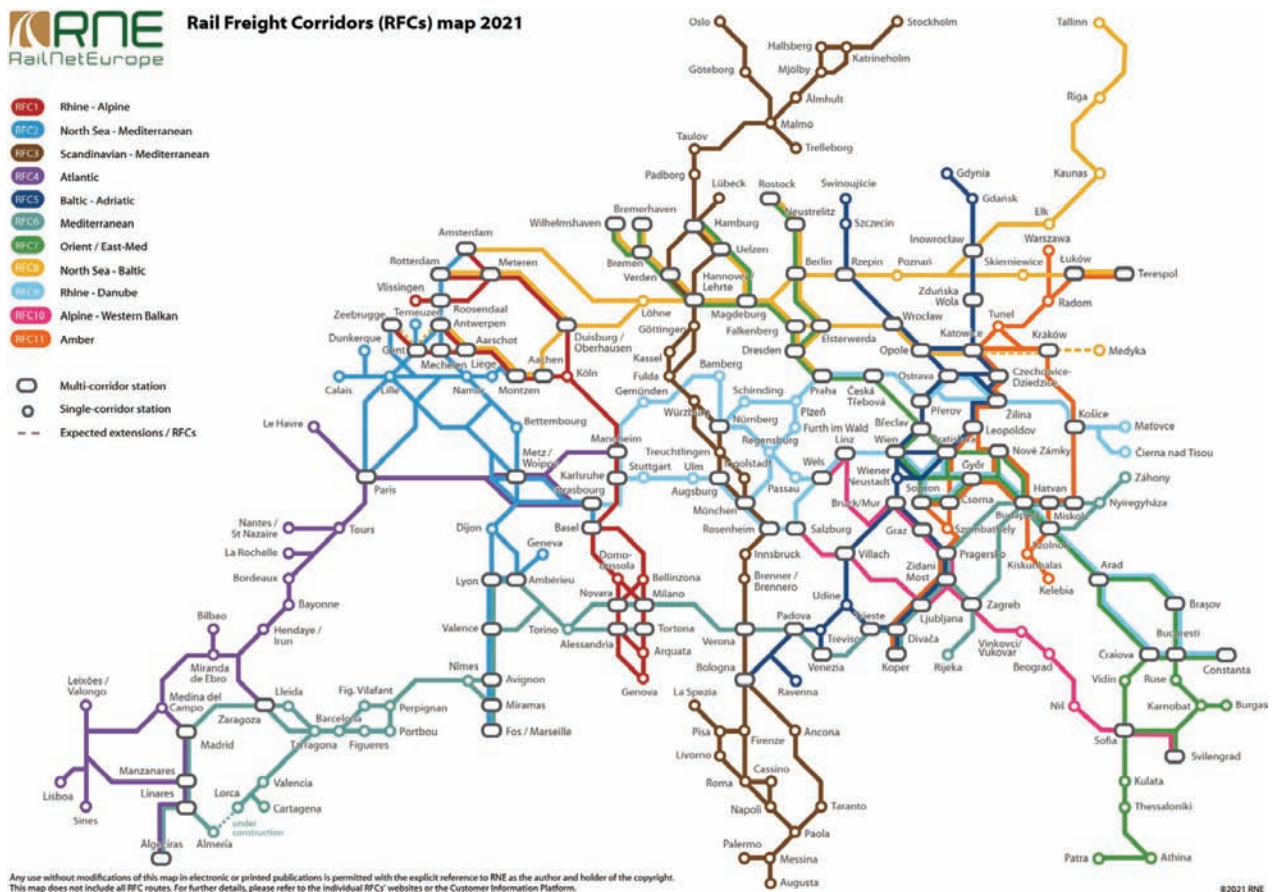 RNE
RailNetEurope
Rail Freight Corridors (RFCs) map 2021
RFC1 Rhine - Alpine
RFC2 North Sea - Mediterranean
RFC3 Scandinavian - Mediterranean
RFC4 Atlantic
RFC5 Baltic - Adriatic
RFC6 Mediterranean
RFC7 Orient / East-Med
RFC8 North Sea - Baltic
RFC9 Rhine - Danube
RFC10 Alpine - Western Balkan
RFC11 Amber
Multi-corridor station
Single-corridor station
Expected extensions / RFCs
Oslo
Stockholm
Tallinn
Hallsberg
Katrineholm
Göteborg
Mjölby
Älmhult
Riga
Malmö
Taulov
Trelleborg
Padborg
Kaunas
Lübeck
Rostock
Świnoujście
Gdynia
Gdańsk
Wilhelmshaven
Bremerhaven
Hamburg
Neustrelitz
Szczecin
Ełk
Amsterdam
Bremen
Uelzen
Inowrocław
Warszawa
Rotterdam
Meteren
Verden
Hannover/
Lehrte
Berlin
Rzepin
Poznań
Skierniewice
Łuków
Terespol
Vlissingen
Roosendaal
Löhne
Magdeburg
Zduńska
Wola
Radom
Zeebrugge
Terneuzen
Antwerpen
Duisburg /
Oberhausen
Göttingen
Falkenberg
Elsterwerda
Wrocław
Katowice
Tunel
Kraków
Dunkerque
Gent
Mechelen
Aarschot
Liège
Aachen
Kassel
Dresden
Opole
Medyka
Calais
Lille
Namur
Montzen
Köln
Fulda
Bamberg
Praha
Česká
Třebová
Ostrava
Czechowice-
Dziedzice
Gemünden
Schirnding
Přerov
Žilina
Le Havre
Bettembourg
Würzburg
Nürnberg
Plzeň
Furth im Wald
Břeclav
Leopoldov
Košice
Maťovce
Mannheim
Regensburg
Linz
Wien
Bratislava
Nové Zámky
Čierna nad Tisou
Paris
Metz /
Woippy
Karlsruhe
Strasbourg
Treuchtlingen
Stuttgart
Ulm
Ingolstadt
Augsburg
Passau
Wels
Wiener
Neustadt
Győr
Hatvan
Záhony
München
Bruck/Mur
Sopron
Csorna
Budapest
Miskolc
Nyíregyháza
Nantes /
St Nazaire
Tours
Dijon
Basel
Rosenheim
Salzburg
Graz
Szombathely
Szolnok
La Rochelle
Geneva
Domo-
dossola
Innsbruck
Villach
Pragersko
Kiskunhalas
Bordeaux
Lyon
Ambérieu
Bellinzona
Brenner /
Brennero
Zidani
Most
Kelebia
Arad
Bayonne
Novara
Milano
Udine
Ljubljana
Zagreb
Brașov
Bilbao
Hendaye /
Irun
Valence
Torino
Alessandria
Tortona
Verona
Padova
Treviso
Trieste
Divača
Vinkovci/
Vukovar
București
Miranda
de Ebro
Nîmes
Arquata
Bologna
Venezia
Koper
Rijeka
Beograd
Craiova
Constanta
Leixões /
Valongo
Medina del
Campo
Lleida
Fig. Vilafant
Perpignan
Avignon
Genova
La Spezia
Ravenna
Vidin
Ruse
Zaragoza
Barcelona
Miramas
Niš
Karnobat
Burgas
Madrid
Tarragona
Figueres
Portbou
Fos / Marseille
Pisa
Firenze
Ancona
Sofia
Svilengrad
Manzanares
Livorno
Cassino
Lisboa
Linares
Lorca
Valencia
Roma
Kulata
Sines
Cartagena
Napoli
Taranto
Thessaloniki
under
construction
Algeciras
Almería
Paola
Palermo
Messina
Patra
Athina
Augusta
Any use without modifications of this map in electronic or printed publications is permitted with the explicit reference to RNE as the author and holder of the copyright.
This map does not include all RFC routes. For further details, please refer to the individual RFCs' websites or the Customer Information Platform.
©2021 RNE